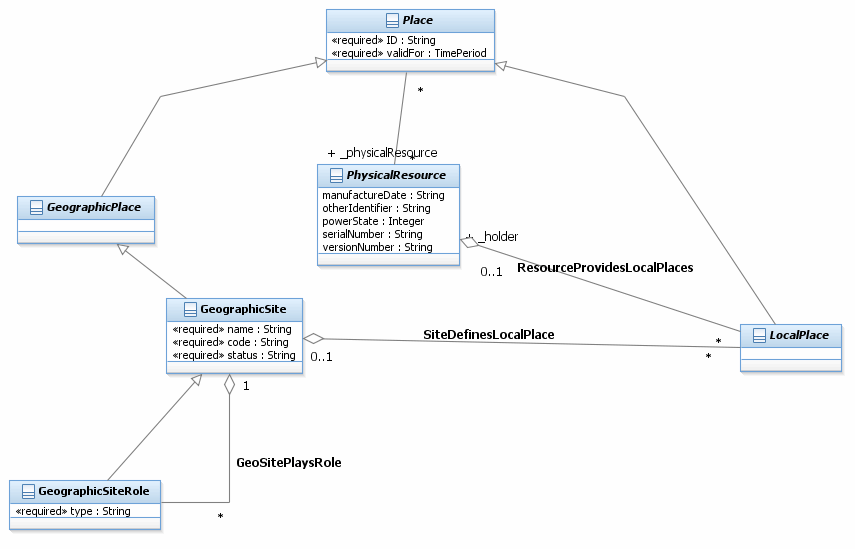 Place
«required» ID : String
«required» validFor : TimePeriod
*
+ _physicalResource
*
PhysicalResource
manufactureDate : String
otherIdentifier : String
powerState : Integer
serialNumber : String
versionNumber : String
GeographicPlace
+ _holder
0..1
ResourceProvidesLocalPlaces
GeographicSite
«required» name : String
«required» code : String
«required» status : String
SiteDefinesLocalPlace
0..1
*
*
LocalPlace
1
GeoSitePlaysRole
*
GeographicSiteRole
«required» type : String